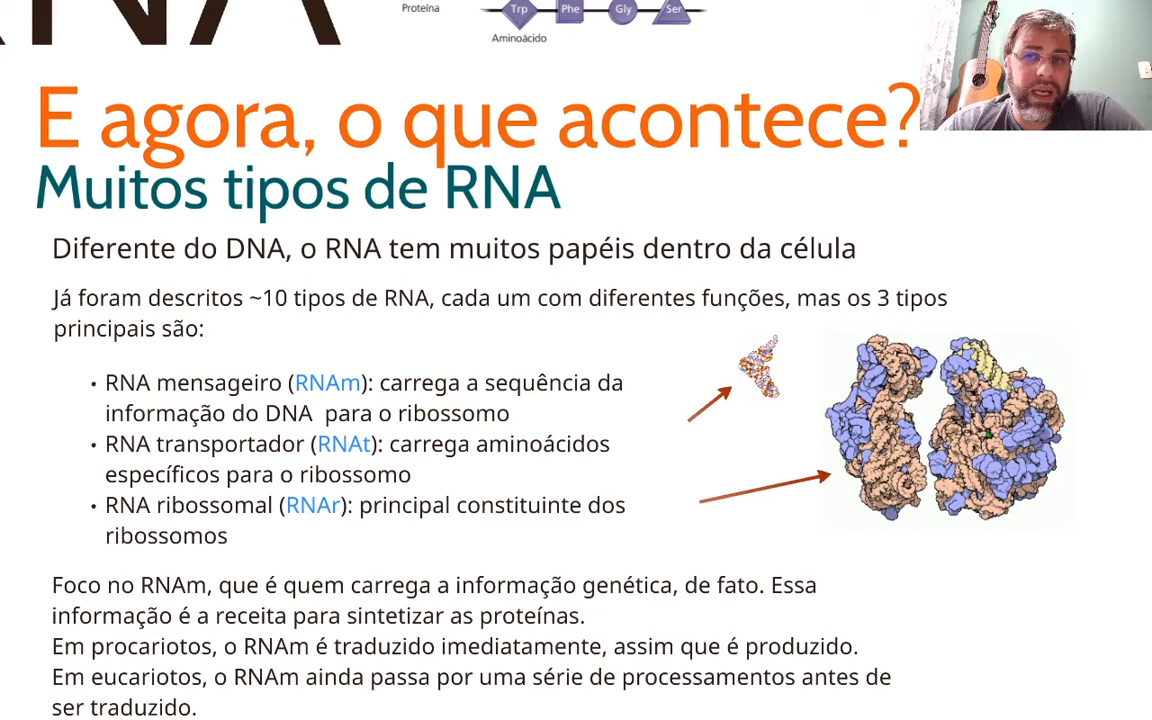 Proteína
Trp Phe Gly Ser
Aminoácido
RNA
E agora, o que acontece?
Muitos tipos de RNA
Diferente do DNA, o RNA tem muitos papéis dentro da célula
Já foram descritos ~10 tipos de RNA, cada um com diferentes funções, mas os 3 tipos
principais são:
• RNA mensageiro (RNAm): carrega a sequência da
informação do DNA para o ribossomo
• RNA transportador (RNAt): carrega aminoácidos
específicos para o ribossomo
• RNA ribossomal (RNAr): principal constituinte dos
ribossomos
Foco no RNAm, que é quem carrega a informação genética, de fato. Essa
informação é a receita para sintetizar as proteínas.
Em procariotos, o RNAm é traduzido imediatamente, assim que é produzido.
Em eucariotos, o RNAm ainda passa por uma série de processamentos antes de
ser traduzido.